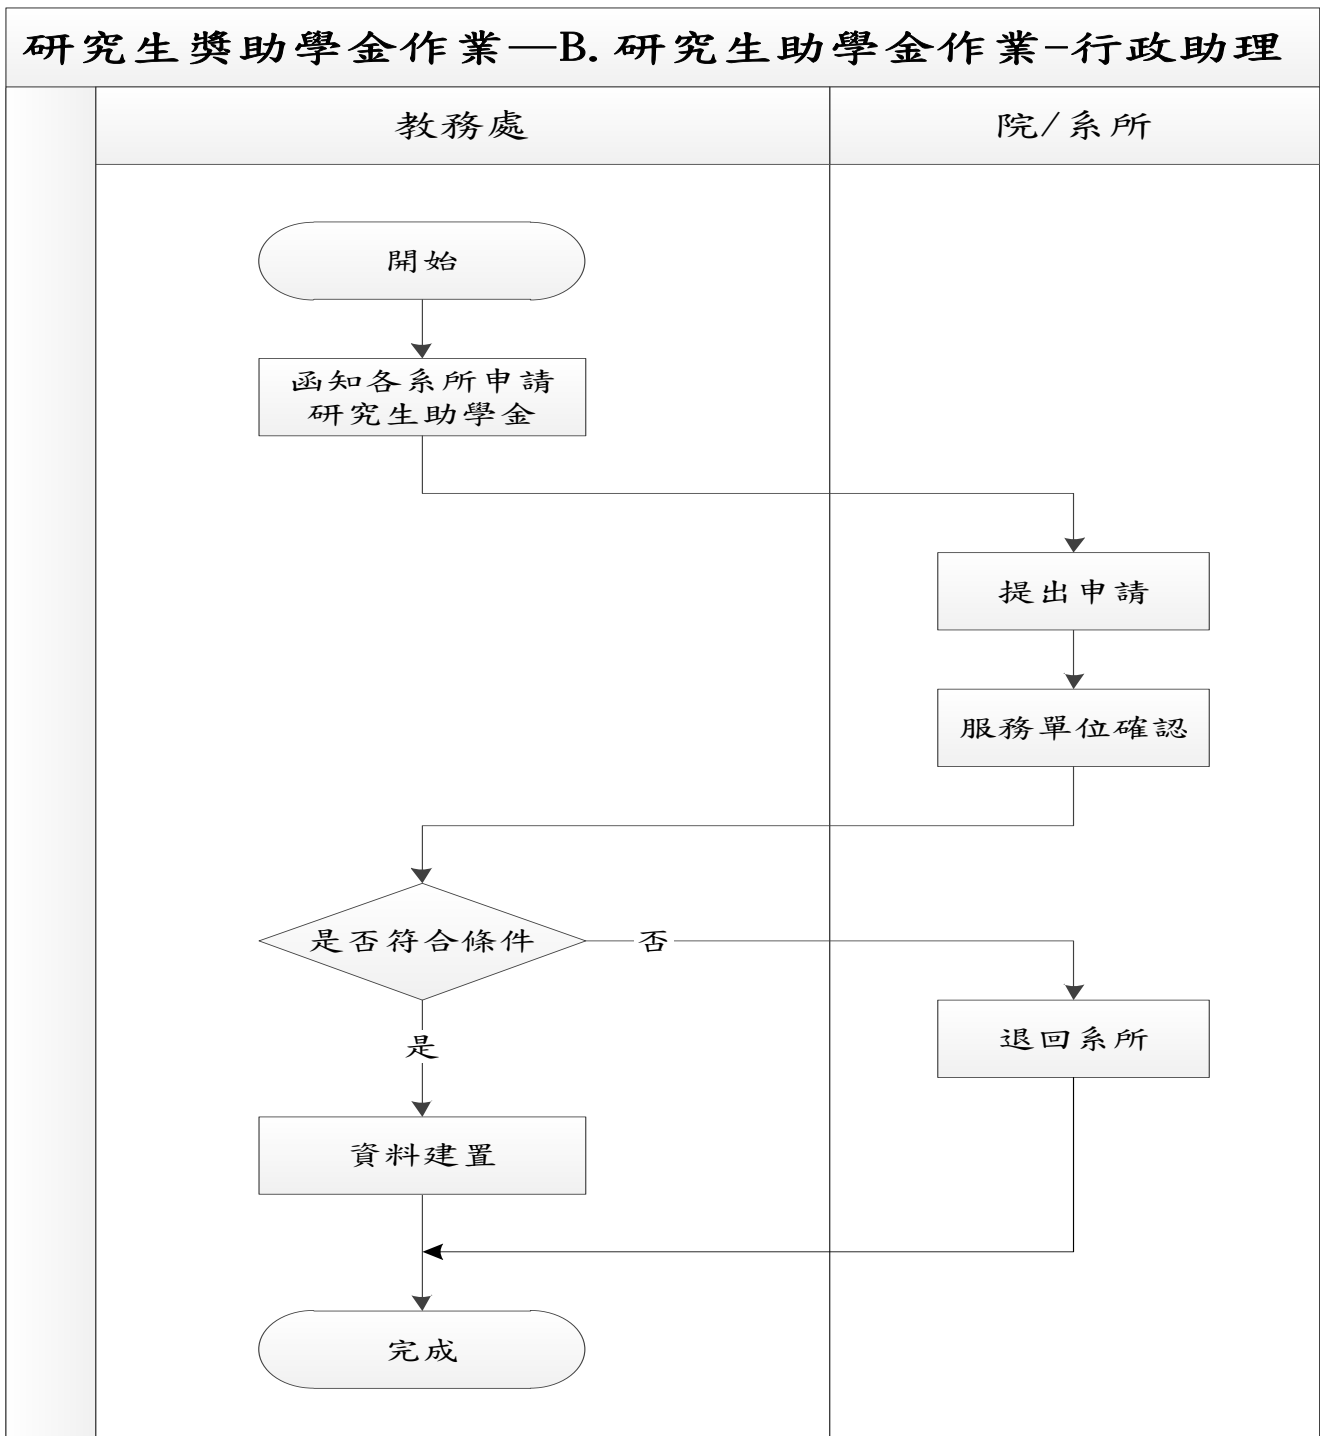 研究生獎助學金作業—B.研究生助學金作業-行政助理
教務處
院/系所
開始
函知各系所申請
研究生助學金
提出申請
服務單位確認
是否符合條件
否
退回系所
是
資料建置
完成